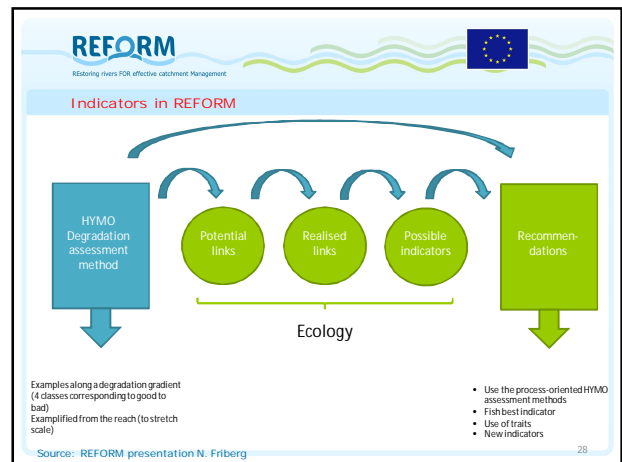 REFORM
REstoring rivers FOR effective catchment Management
Indicators in REFORM
HYMO
Degradation
assessment
method
Potential
links
Realised
links
Possible
indicators
Recommen-
dations
Ecology
Examples along a degradation gradient
(4 classes corresponding to good to
bad)
Examplified from the reach (to stretch
scale)
• Use the process-oriented HYMO
assessment methods
• Fish best indicator
• Use of traits
• New indicators
Source: REFORM presentation N. Friberg
28